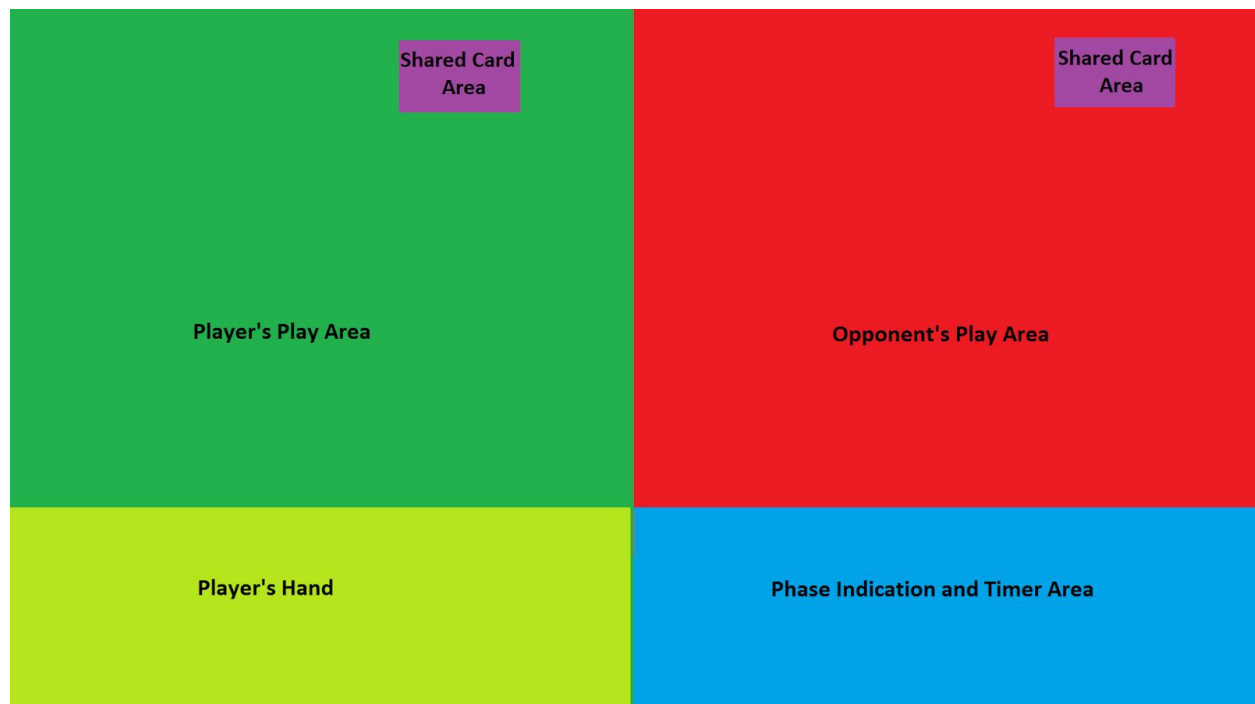 Shared Card
Area
Shared Card
Area
Player's Play Area
Opponent's Play Area
Player's Hand
Phase Indication and Timer Area